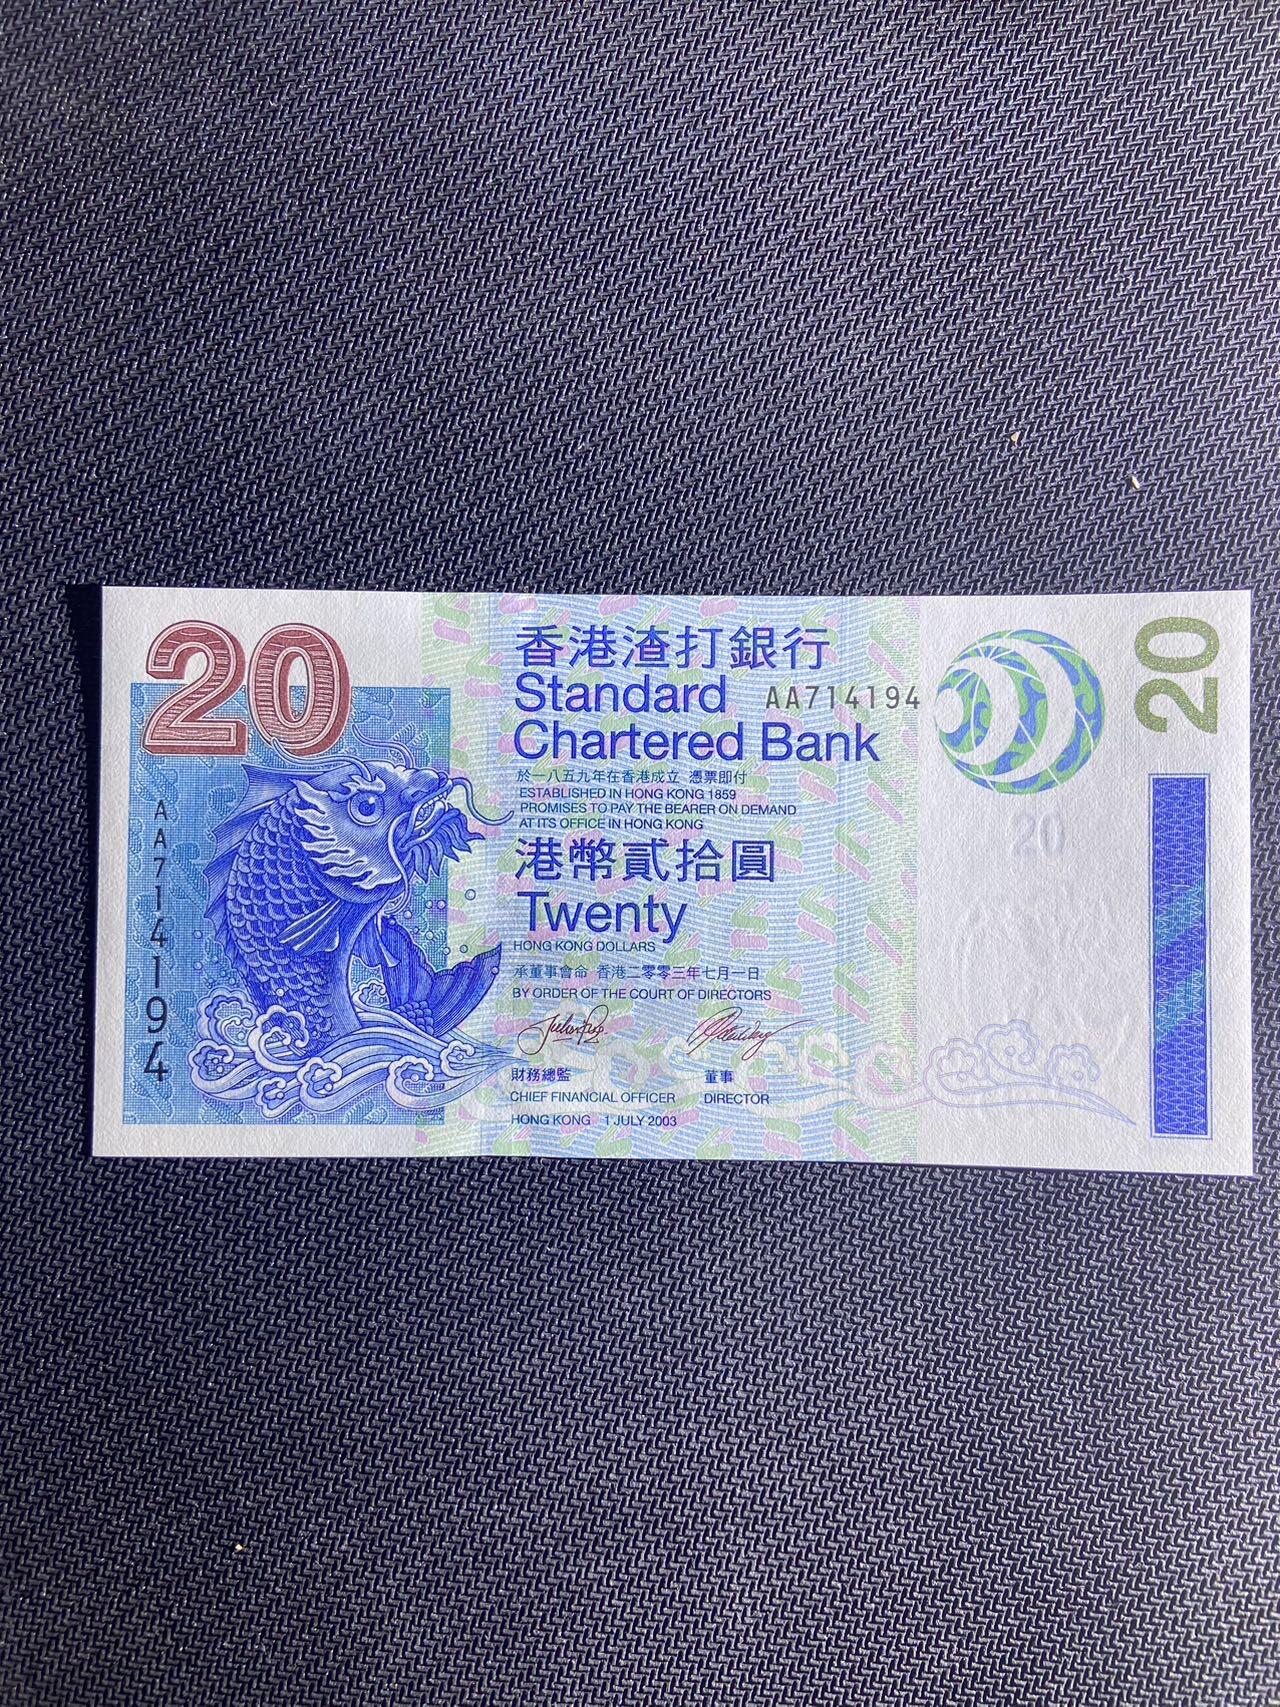 20
香港渣打銀行
Standard
Chartered Bank
AA714194
20
於一八五九年在香港成立 憑票即付
ESTABLISHED IN HONG KONG 1859
PROMISES TO PAY THE BEARER ON DEMAND
AT ITS OFFICE IN HONG KONG
AA714194
港幣貳拾圓
Twenty
HONG KONG DOLLARS
20
承董事會命 香港二零零三年七月一日
BY ORDER OF THE COURT OF DIRECTORS
財務總監 董事
CHIEF FINANCIAL OFFICER DIRECTOR
HONG KONG 1 JULY 2003